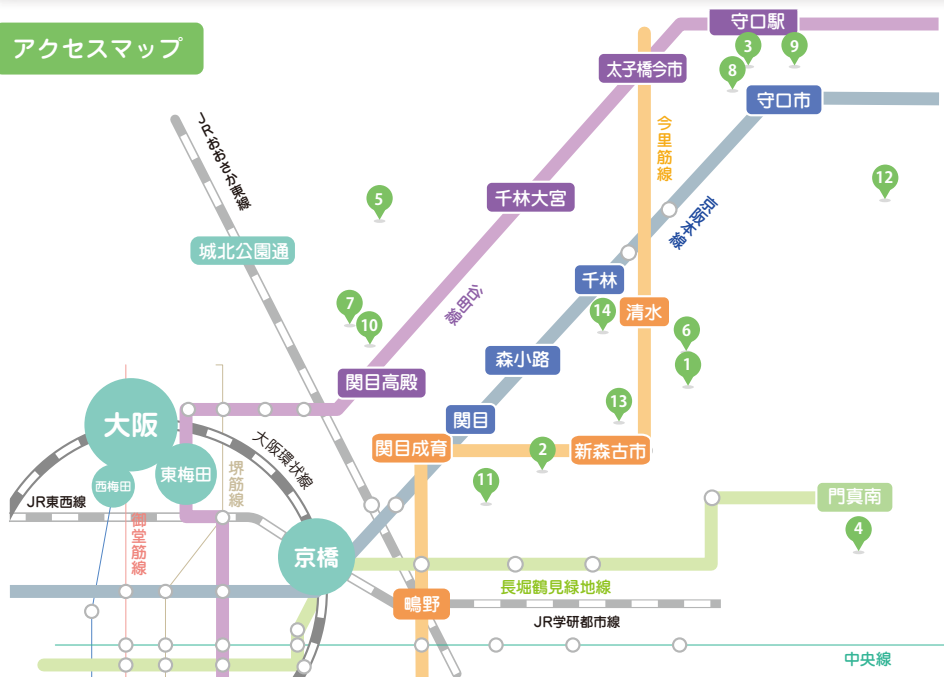 アクセスマップ
守口駅
3
9
太子橋今市
8
守口市
JRおおさか東線
今里筋線
12
5
千林大宮
京阪本線
城北公園通
千林
7
谷町線
14
清水
10
6
森小路
1
関目高殿
13
大阪
関目
大阪環状線
関目成育
2
新森古市
東梅田
堺筋線
西梅田
11
JR東西線
門真南
御堂筋線
4
京橋
長堀鶴見緑地線
鴫野
JR学研都市線
中央線